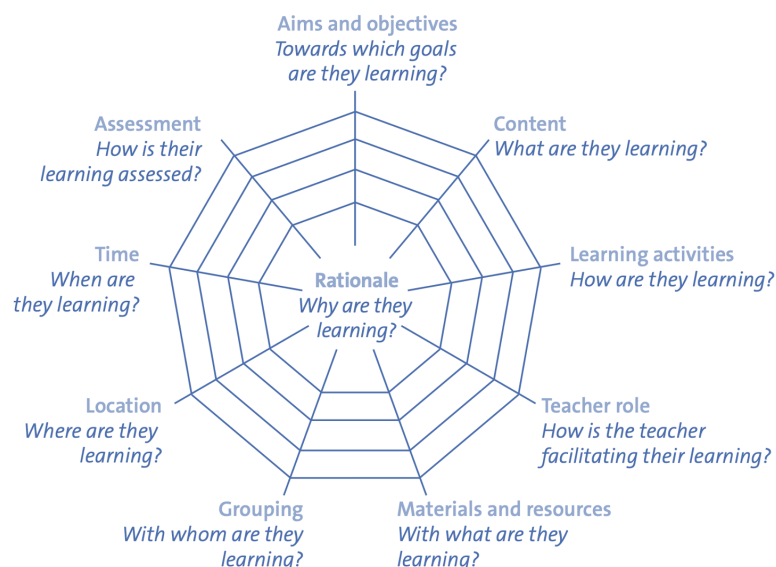 Aims and objectives
Towards which goals
are they learning?
Assessment
How is their
learning assessed?
Content
What are they learning?
Time
When are
they learning?
Learning activities
How are they learning?
Rationale
Why are they
learning?
Location
Where are they
learning?
Teacher role
How is the teacher
facilitating their learning?
Grouping
With whom are they
learning?
Materials and resources
With what are they
learning?